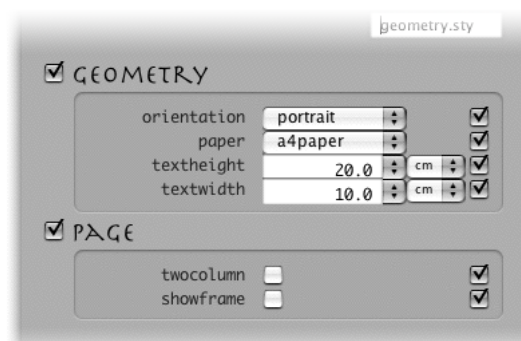 geometry.sty
GEOMETRY
orientation portrait
paper a4paper
textheight 20.0 cm
textwidth 10.0 cm
PAGE
twocolumn
showframe